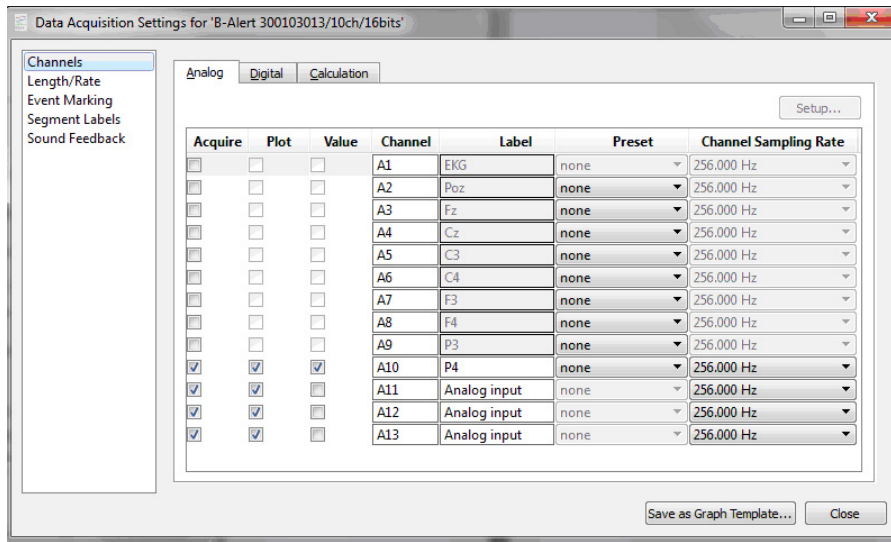 Data Acquisition Settings for 'B-Alert 300103013/10ch/16bits'
Channels
Length/Rate
Event Marking
Segment Labels
Sound Feedback
Analog Digital Calculation
Setup...
Acquire Plot Value Channel Label Preset Channel Sampling Rate
A1 EKG none 256.000 Hz
A2 Poz none 256.000 Hz
A3 Fz none 256.000 Hz
A4 Cz none 256.000 Hz
A5 C3 none 256.000 Hz
A6 C4 none 256.000 Hz
A7 F3 none 256.000 Hz
A8 F4 none 256.000 Hz
A9 P3 none 256.000 Hz
A10 P4 none 256.000 Hz
A11 Analog input none 256.000 Hz
A12 Analog input none 256.000 Hz
A13 Analog input none 256.000 Hz
Save as Graph Template... Close